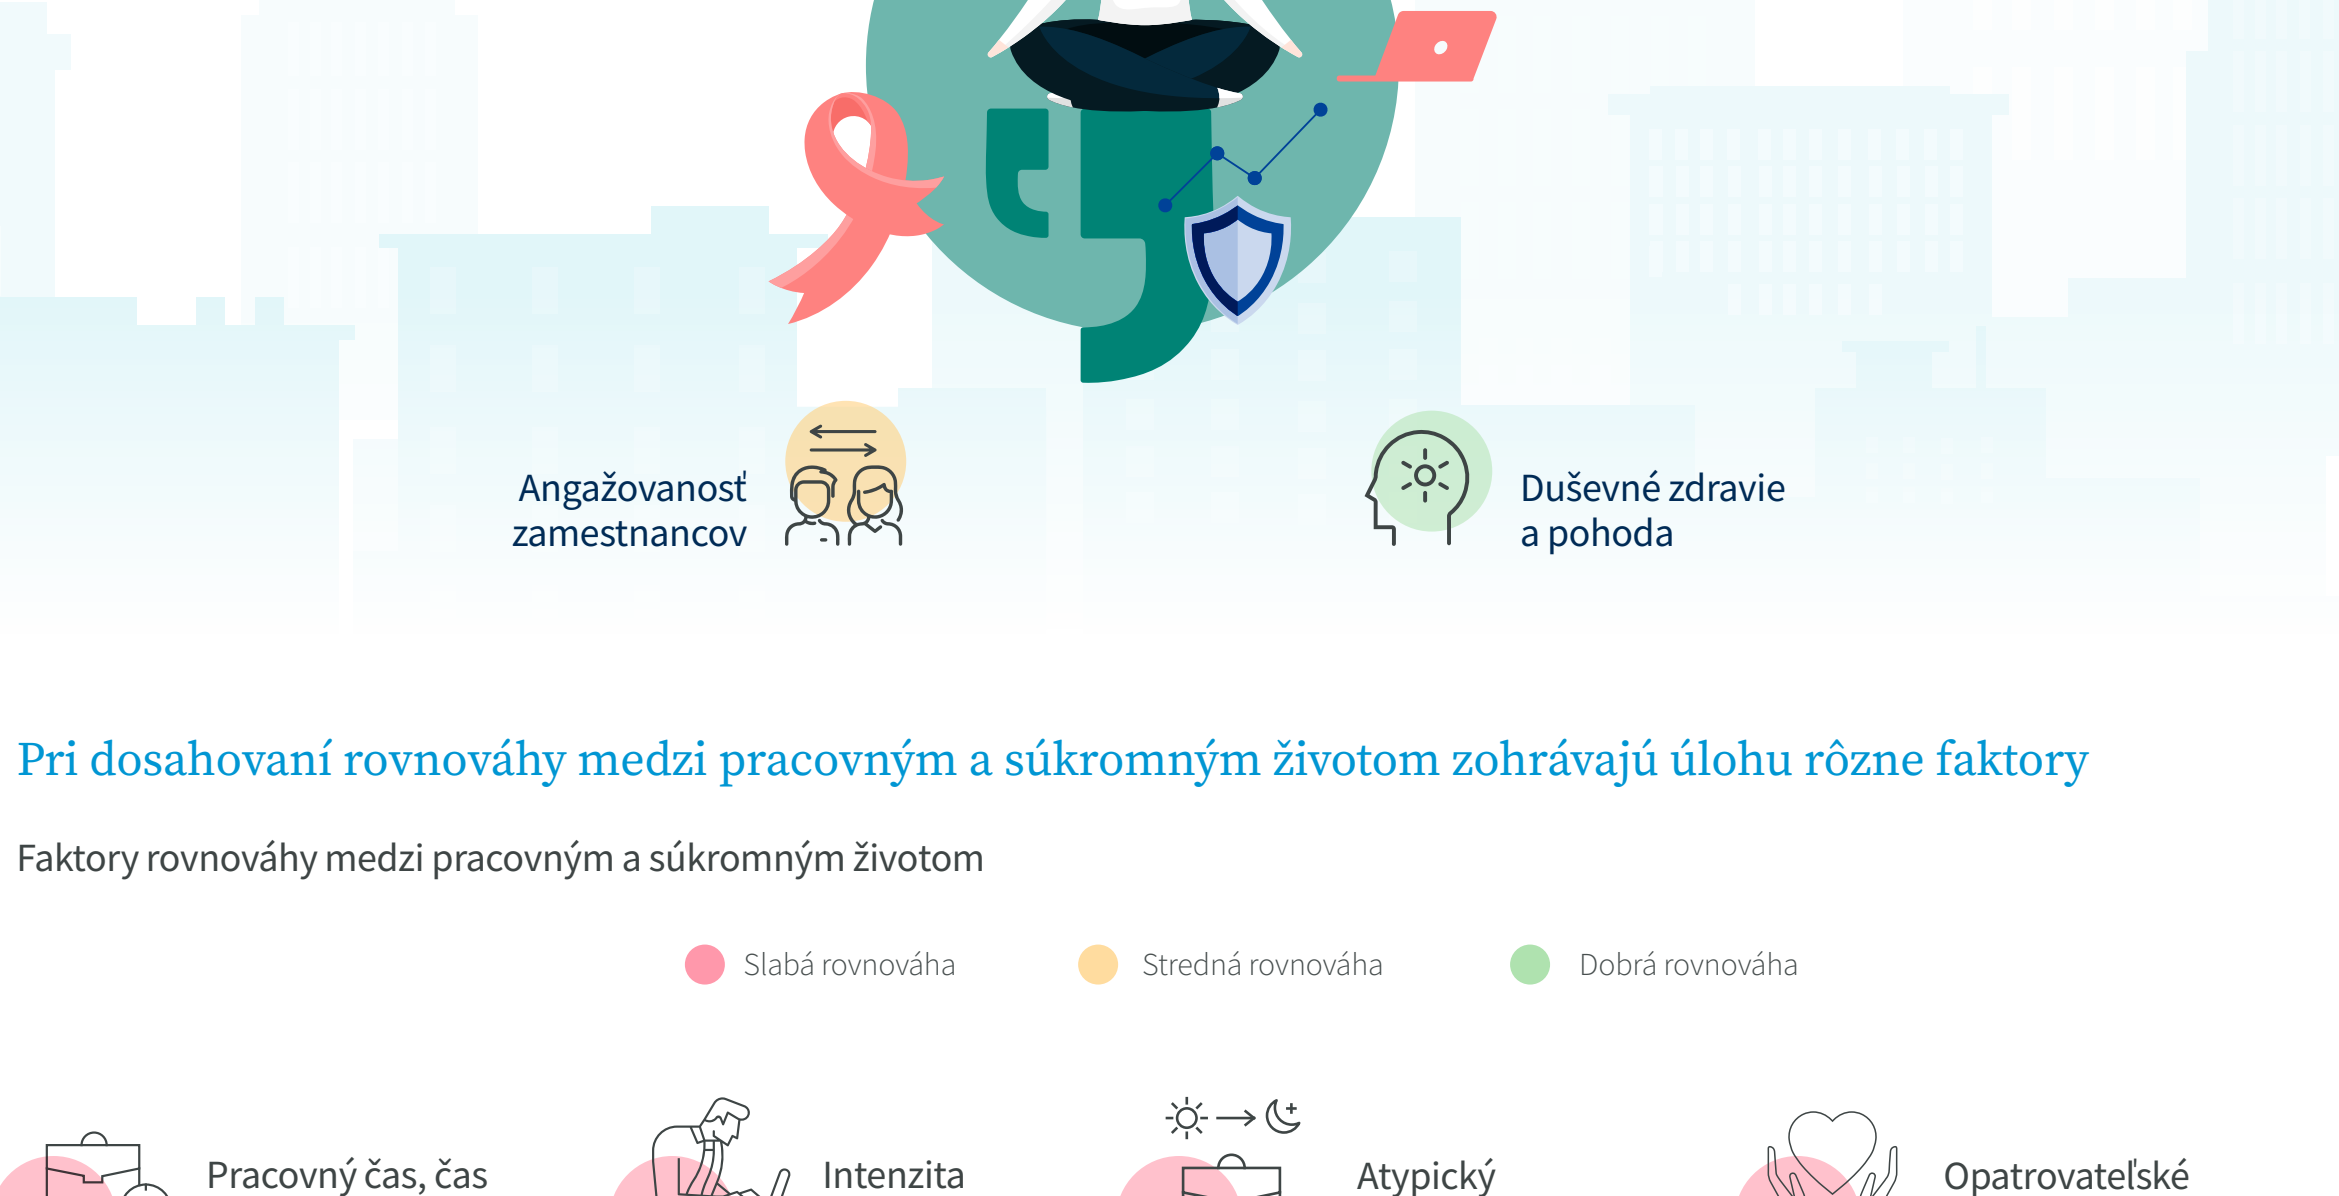 Angažovanosť
zamestnancov
Duševné zdravie
a pohoda
Pri dosahovaní rovnováhy medzi pracovným a súkromným životom zohrávajú úlohu rôzne faktory
Faktory rovnováhy medzi pracovným a súkromným životom
Slabá rovnováha
Stredná rovnováha
Dobrá rovnováha
Pracovný čas, čas
Intenzita
Atypický
Opatrovateľské